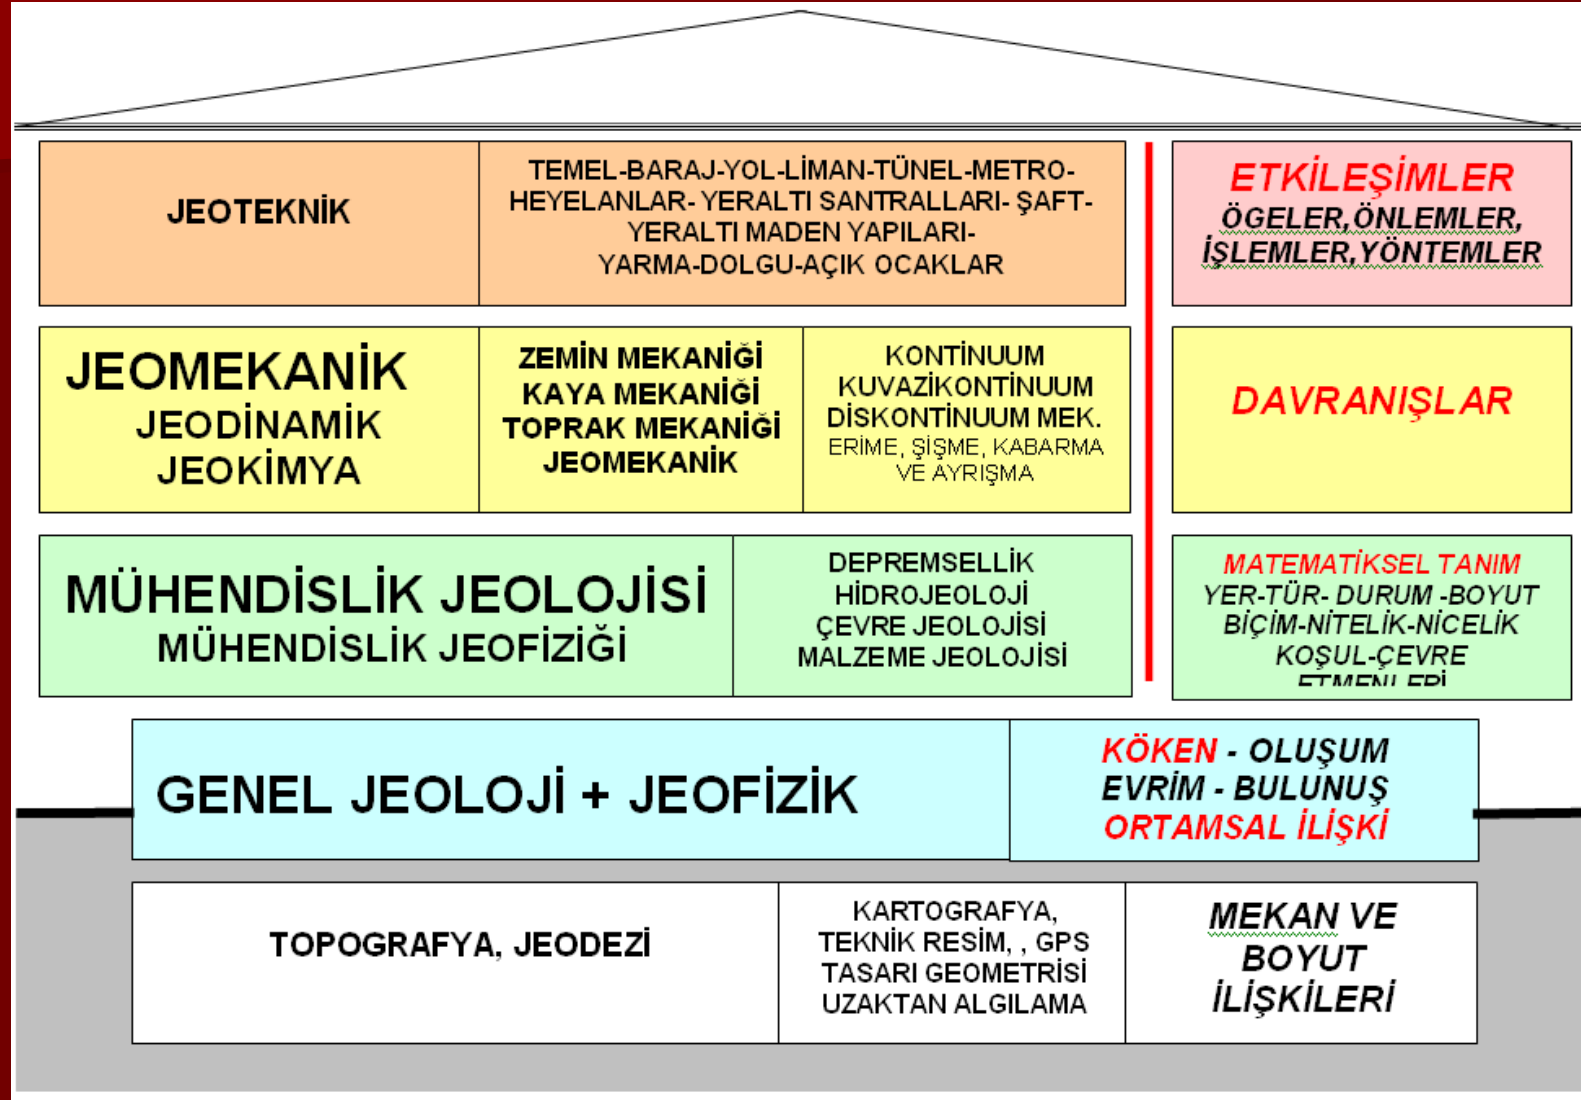 JEOTEKNİK
TEMEL-BARAJ-YOL-LİMAN-TÜNEL-METRO-
HEYELANLAR- YERALTI SANTRALLARI- ŞAFT-
YERALTI MADEN YAPILARI-
YARMA-DOLGU-AÇIK OCAKLAR
ETKİLEŞİMLER
ÖGELER,ÖNLEMLER,
İŞLEMLER,YÖNTEMLER
JEOMEKANİK
JEODİNAMİK
JEOKİMYA
ZEMİN MEKANİĞİ
KAYA MEKANİĞİ
TOPRAK MEKANİĞİ
JEOMEKANİK
KONTİNUUM
KUVAZİKONTİNUUM
DİSKONTİNUUM MEK.
ERİME, ŞİŞME, KABARMA
VE AYRIŞMA
DAVRANIŞLAR
MÜHENDİSLİK JEOLOJİSİ
MÜHENDİSLİK JEOFİZİĞİ
DEPREMSELLİK
HİDROJEOLOJİ
ÇEVRE JEOLOJİSİ
MALZEME JEOLOJİSİ
MATEMATİKSEL TANIM
YER-TÜR- DURUM -BOYUT
BİÇİM-NİTELİK-NİCELİK
KOŞUL-ÇEVRE
ETMENLERİ
GENEL JEOLOJİ + JEOFİZİK
KÖKEN - OLUŞUM
EVRİM - BULUNUŞ
ORTAMSAL İLİŞKİ
TOPOGRAFYA, JEODEZİ
KARTOGRAFYA,
TEKNİK RESİM, , GPS
TASARI GEOMETRİSİ
UZAKTAN ALGILAMA
MEKAN VE
BOYUT
İLİŞKİLERİ